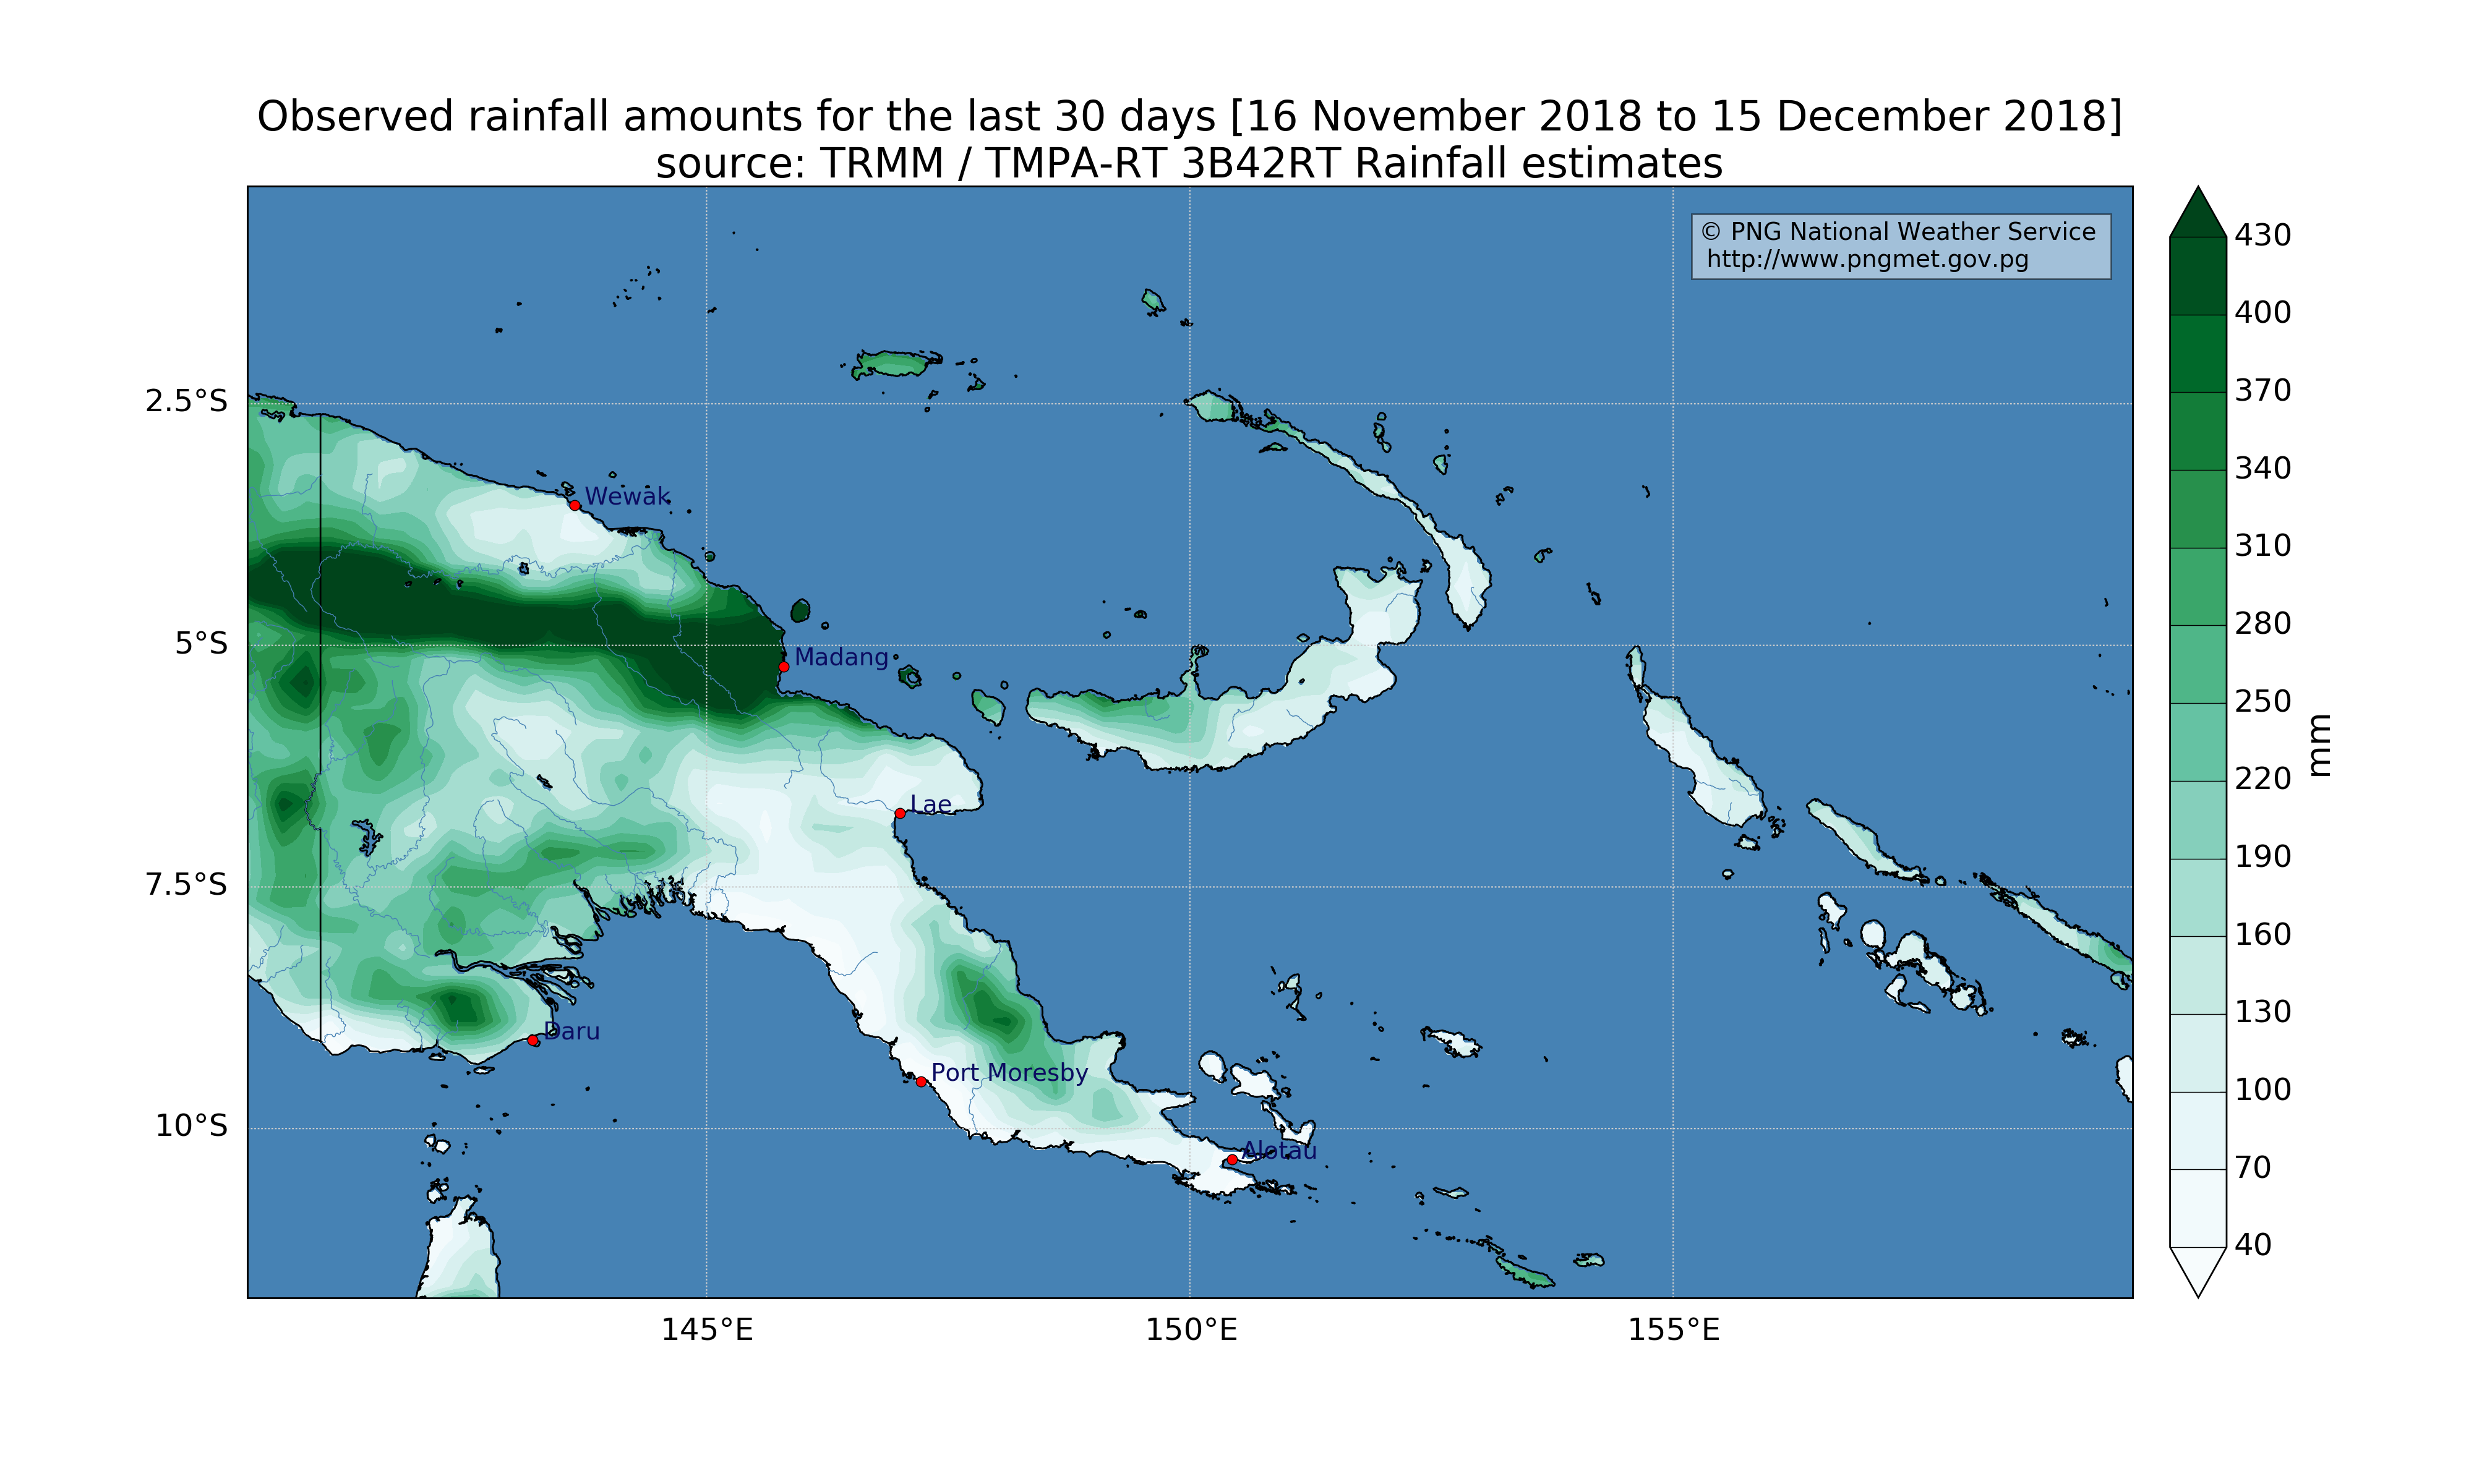 Observed rainfall amounts for the last 30 days [16 November 2018 to 15 December 2018]
source: TRMM / TMPA-RT 3B42RT Rainfall estimates
© PNG National Weather Service
http://www.pngmet.gov.pg
430
400
370
340
310
280
250
220
190
160
130
100
70
40
mm
2.5°S
5°S
7.5°S
10°S
Wewak
Madang
Lae
Daru
Port Moresby
Alotau
145°E
150°E
155°E